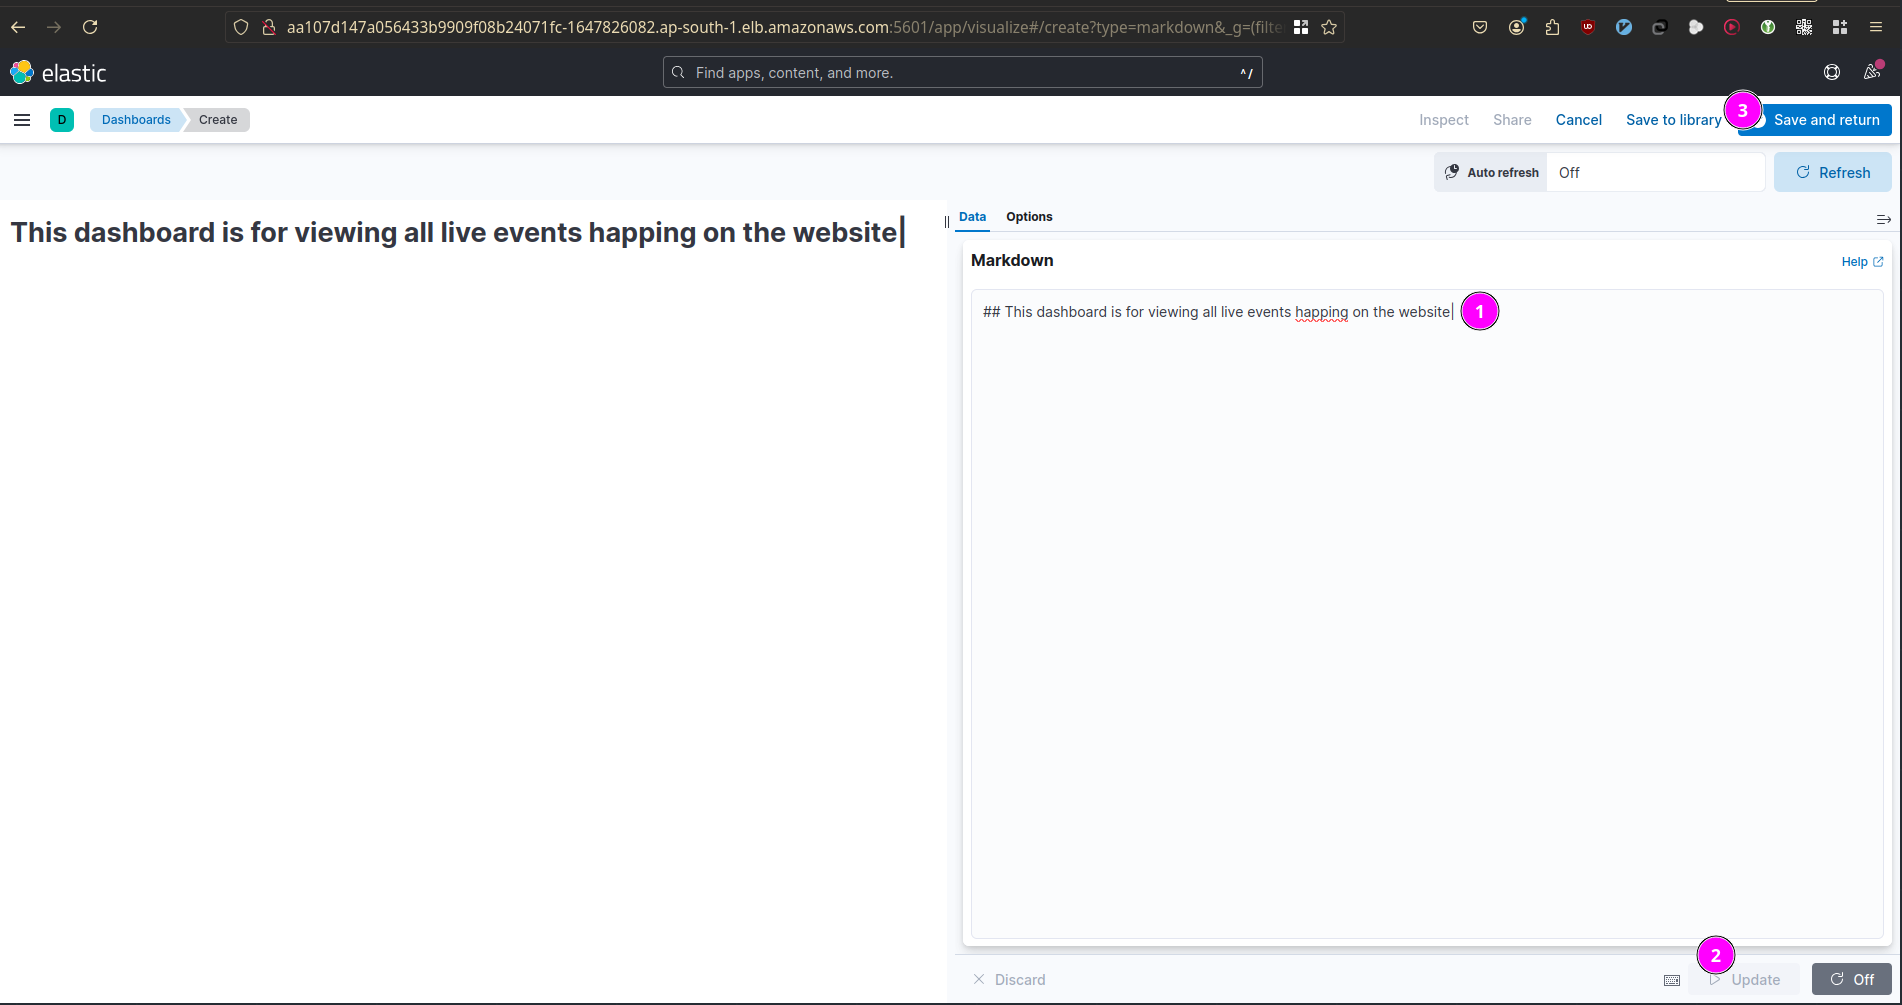 aa107d147a056433b9909f08b24071fc-1647826082.ap-south-1.elb.amazonaws.com:5601/app/visualize#/create?type=markdown&_g=(filte
elastic
Find apps, content, and more.
^/
D
Dashboards
Create
Inspect
Share
Cancel
Save to library
3
Save and return
Auto refresh
Off
Refresh
This dashboard is for viewing all live events happing on the website|
Data
Options
Markdown
Help
## This dashboard is for viewing all live events happing on the website
1
Discard
2
Update
Off